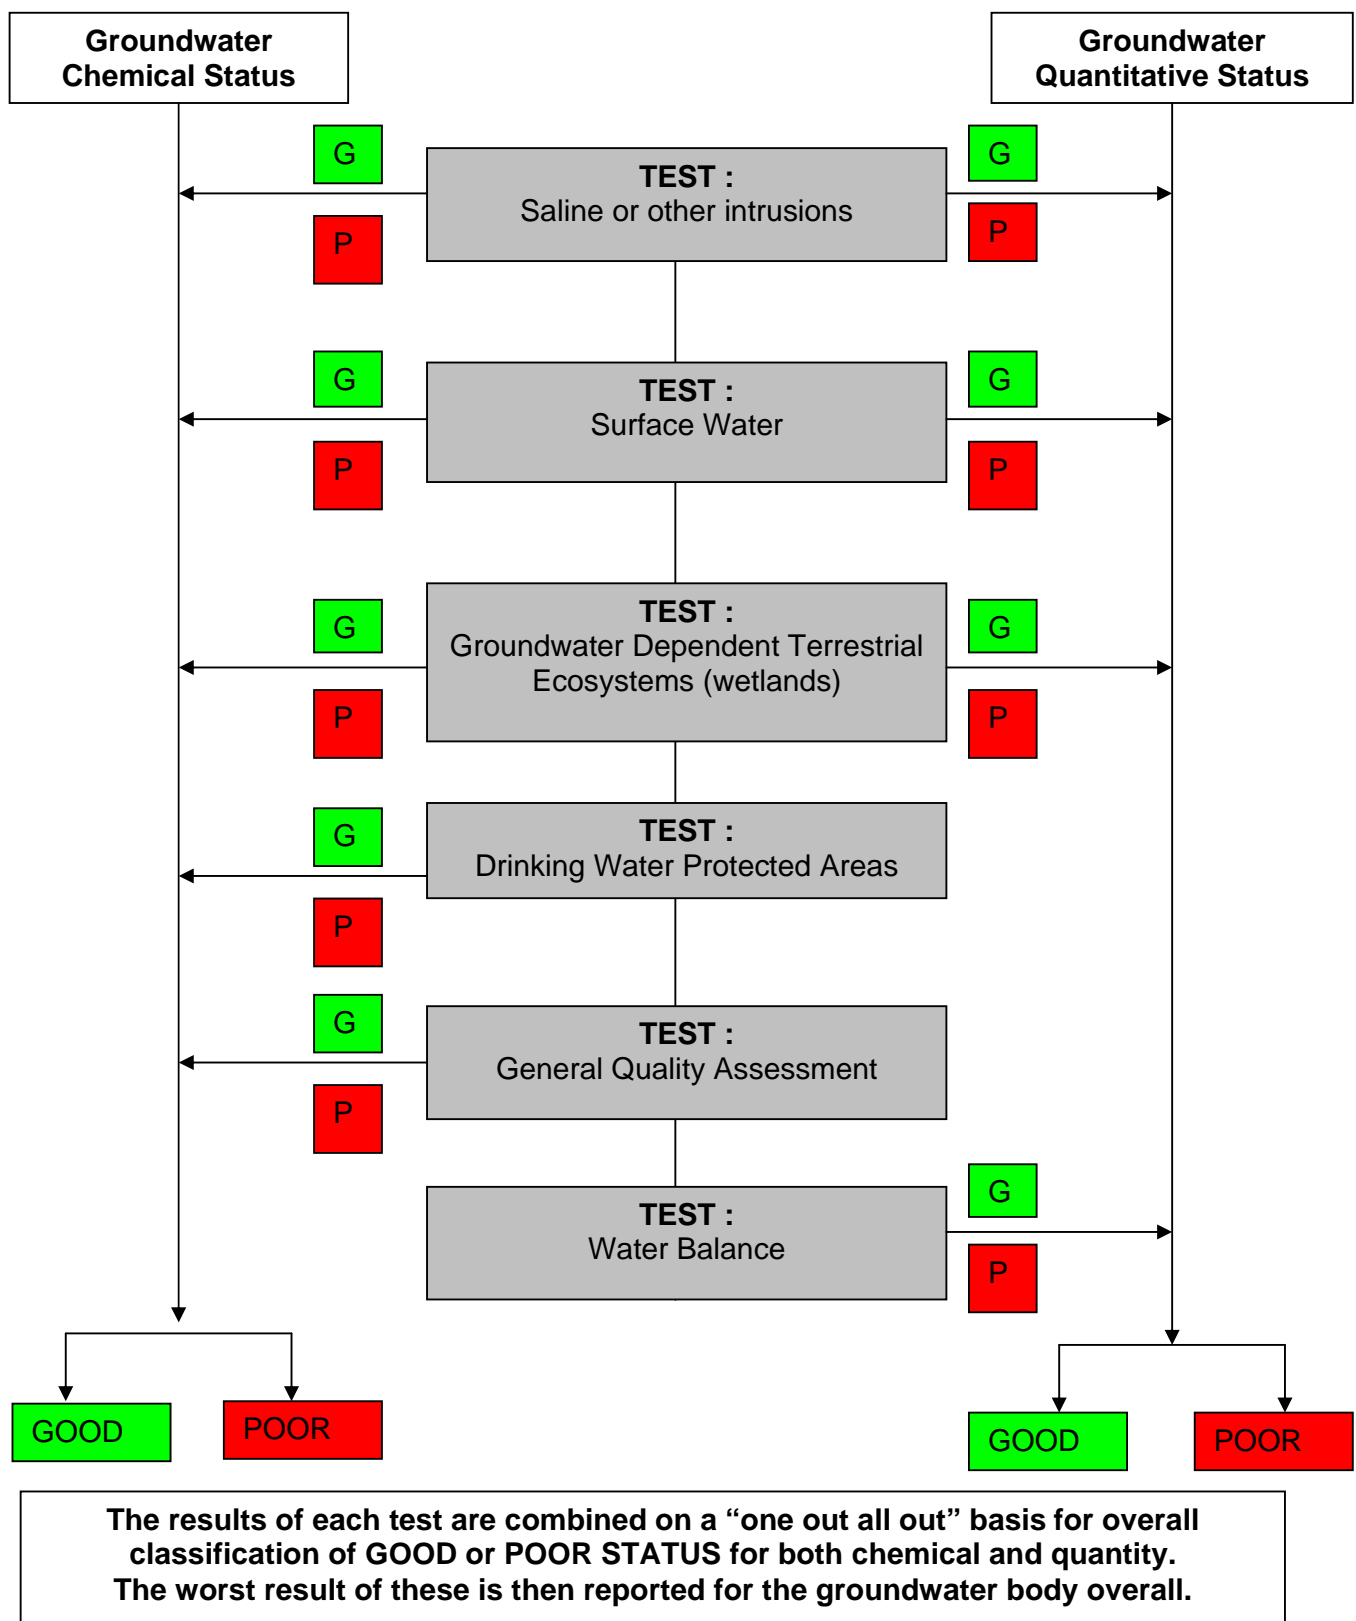 Groundwater
Chemical Status
Groundwater
Quantitative Status
G
G
TEST :
Saline or other intrusions
P
P
G
G
TEST :
Surface Water
P
P
G
G
TEST :
Groundwater Dependent Terrestrial
Ecosystems (wetlands)
P
P
G
TEST :
Drinking Water Protected Areas
P
G
TEST :
General Quality Assessment
P
G
TEST :
Water Balance
P
GOOD
POOR
GOOD
POOR
The results of each test are combined on a “one out all out” basis for overall
classification of GOOD or POOR STATUS for both chemical and quantity.
The worst result of these is then reported for the groundwater body overall.